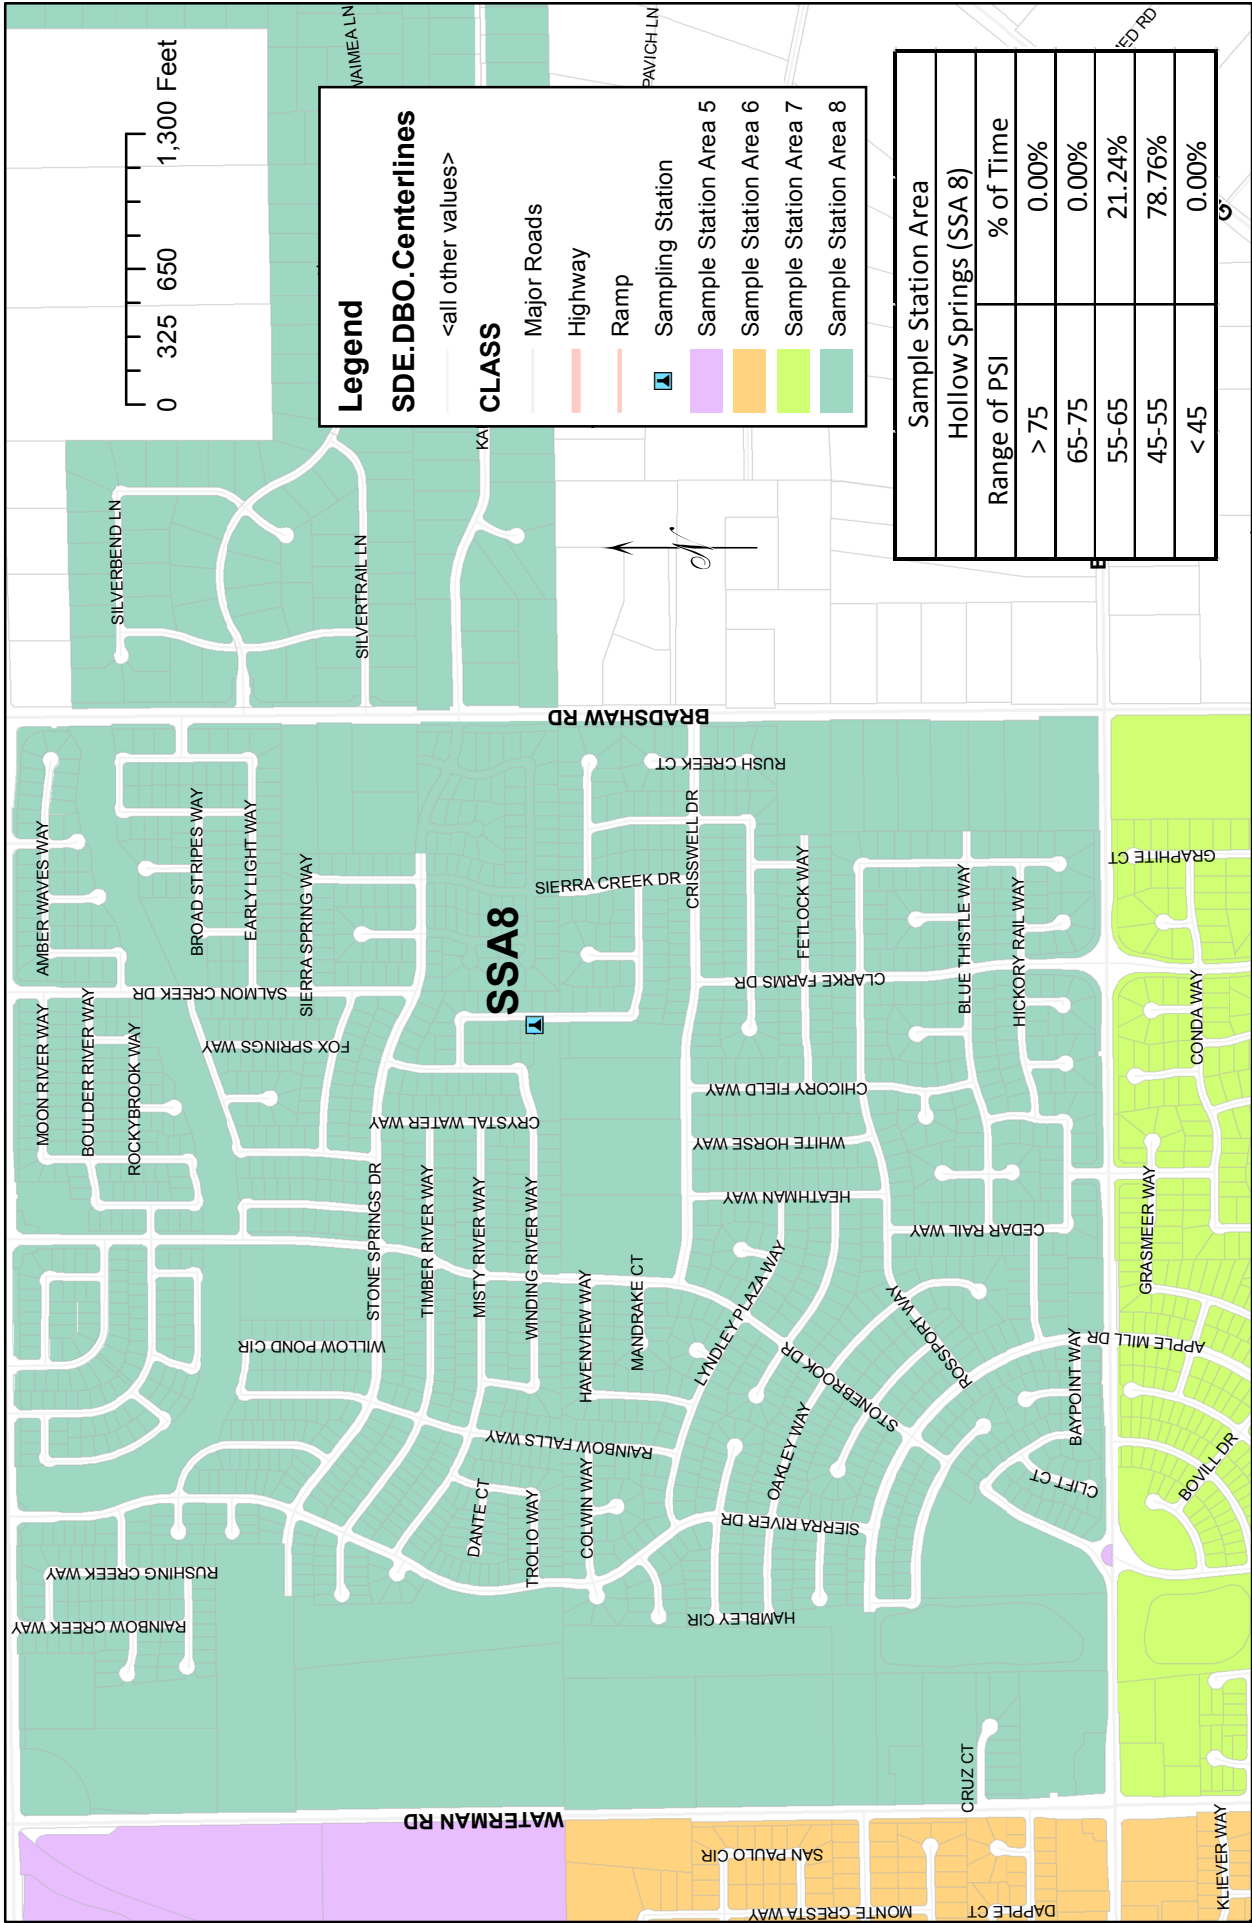 0 325 650 1,300 Feet
Legend
SDE.DBO.Centerlines
<all other values>
CLASS
Major Roads
Highway
Ramp
Sampling Station
Sample Station Area 5
Sample Station Area 6
Sample Station Area 7
Sample Station Area 8
Sample Station Area
Hollow Springs (SSA 8)
Range of PSI % of Time
> 75 0.00%
65-75 0.00%
55-65 21.24%
45-55 78.76%
< 45 0.00%
N
SSA8
WATERMAN RD
BRADSHAW RD
SILVERBEND LN
SILVERTRAIL LN
WAIMEA LN
PAVICH LN
AMBER WAVES WAY
BROAD STRIPES WAY
EARLY LIGHT WAY
SIERRA SPRING WAY
SALMON CREEK DR
MOON RIVER WAY
BOULDER RIVER WAY
ROCKYBROOK WAY
FOX SPRINGS WAY
CRYSTAL WATER WAY
STONE SPRINGS DR
TIMBER RIVER WAY
MISTY RIVER WAY
WINDING RIVER WAY
WILLOW POND CIR
RAINBOW FALLS WAY
HAVENVIEW WAY
MANDRAKE CT
RUSHING CREEK WAY
RAINBOW CREEK WAY
DANTE CT
TROLIO WAY
COLWIN WAY
SIERRA CREEK DR
RUSH CREEK CT
CRISSWELL DR
FETLOCK WAY
CLARKE FARMS DR
BLUE THISTLE WAY
HICKORY RAIL WAY
CHICORY FIELD WAY
WHITE HORSE WAY
HEATHMAN WAY
CEDAR RAIL WAY
LYNDLEY PLAZA WAY
STONEBROOK DR
ROSSPORT WAY
OAKLEY WAY
SIERRA RIVER DR
HAMBLEY CIR
BAYPOINT WAY
CLIFT CT
APPLE MILL DR
GRASMEER WAY
CONDA WAY
GRAPHITE CT
BOVILL DR
CRUZ CT
SAN PAULO CIR
MONTE CRESTA WAY
DAPPLE CT
KLIEVER WAY